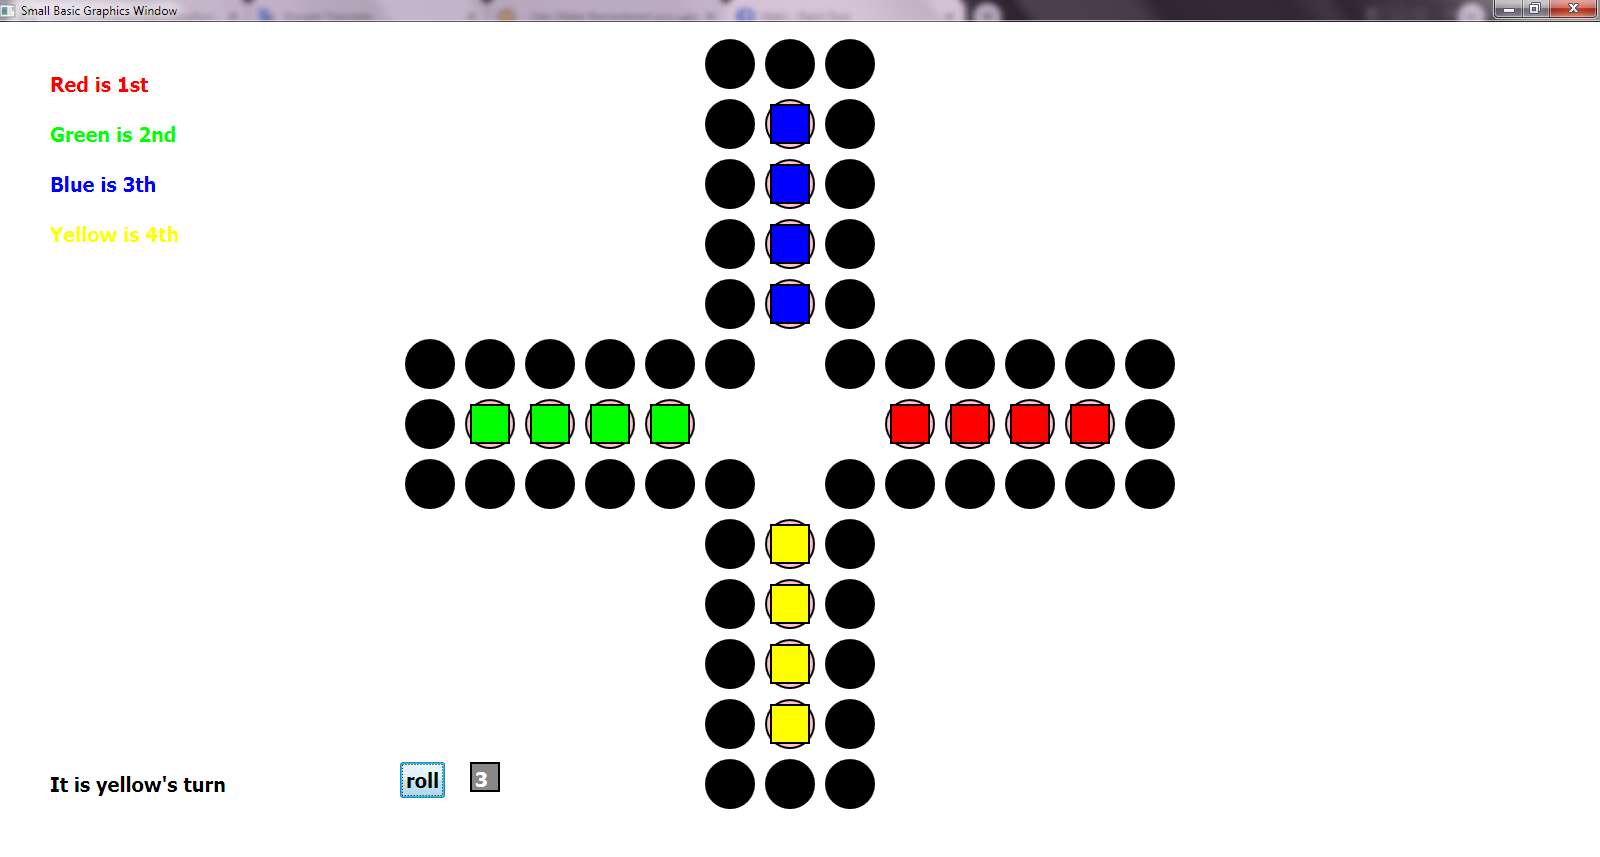 Small Basic Graphics Window
Red is 1st
Green is 2nd
Blue is 3th
Yellow is 4th
It is yellow's turn
roll
3